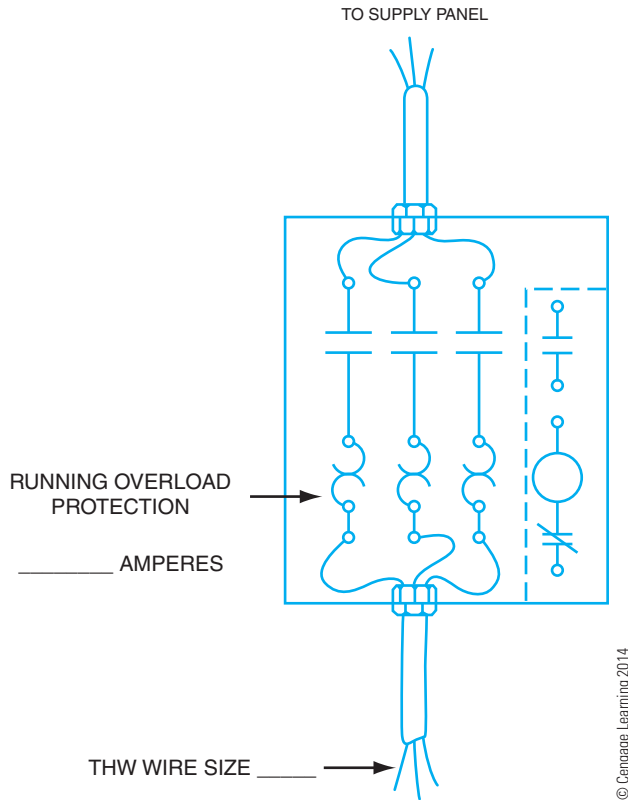 TO SUPPLY PANEL
RUNNING OVERLOAD
PROTECTION
________ AMPERES
THW WIRE SIZE _____
© Cengage Learning 2014